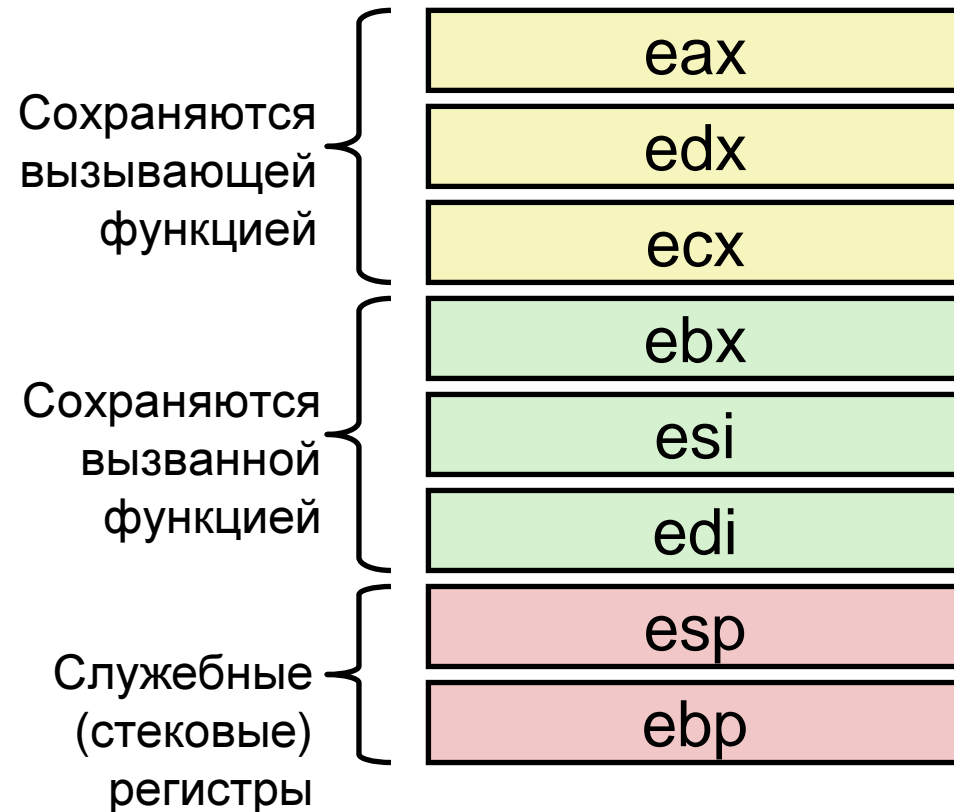 Сохраняются
вызывающей
функцией
eax
edx
ecx
Сохраняются
вызванной
функцией
ebx
esi
edi
Служебные
(стековые)
регистры
esp
ebp